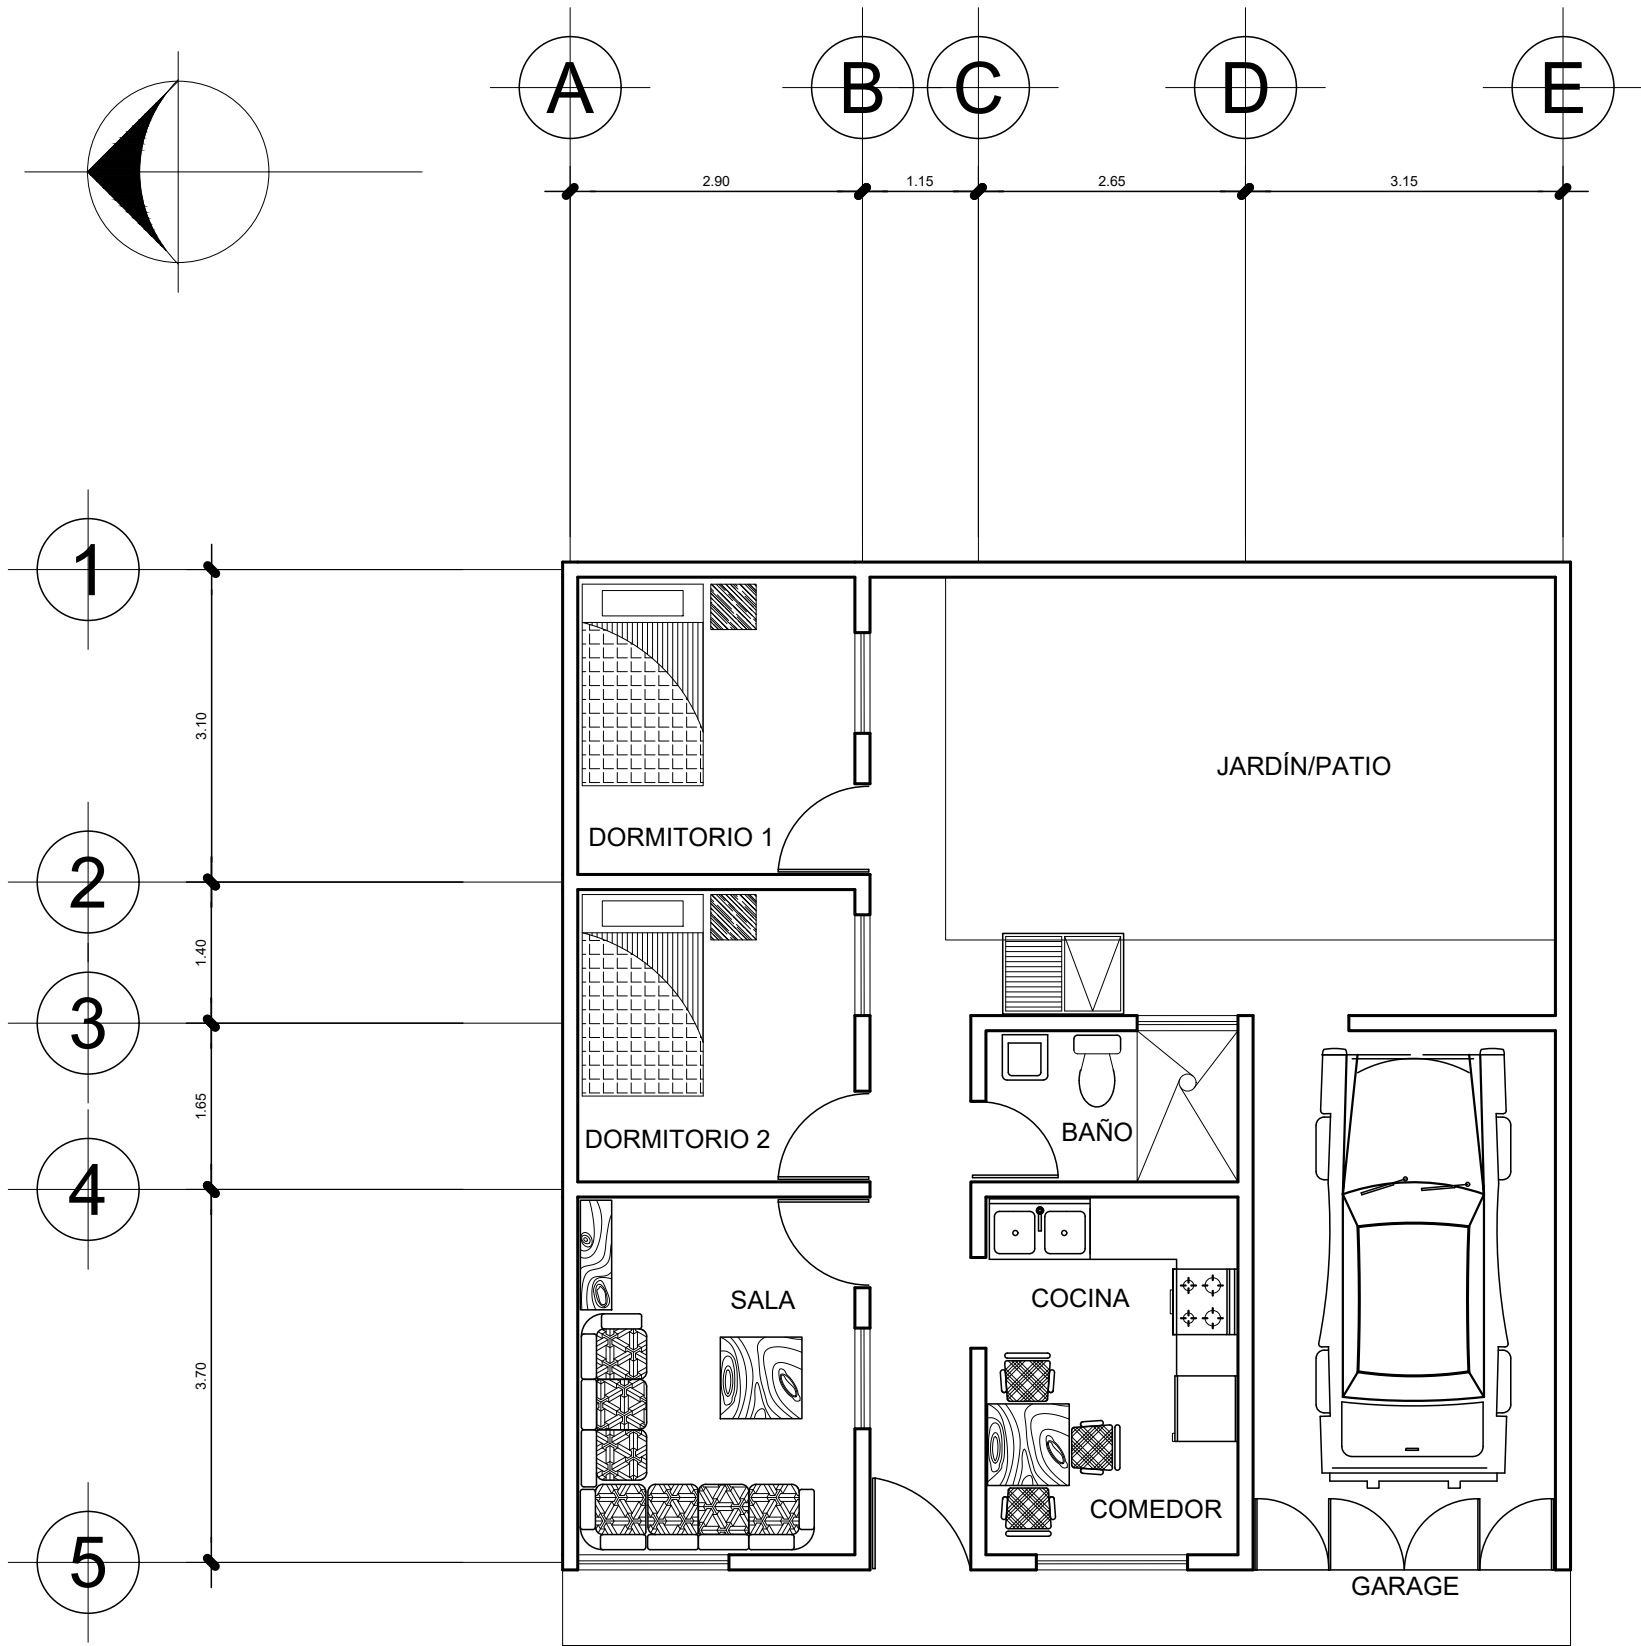 A
B
C
D
E
2.90
1.15
2.65
3.15
1
2
3
4
5
3.10
1.40
1.65
3.70
JARDÍN/PATIO
DORMITORIO 1
DORMITORIO 2
BAÑO
SALA
COCINA
COMEDOR
GARAGE